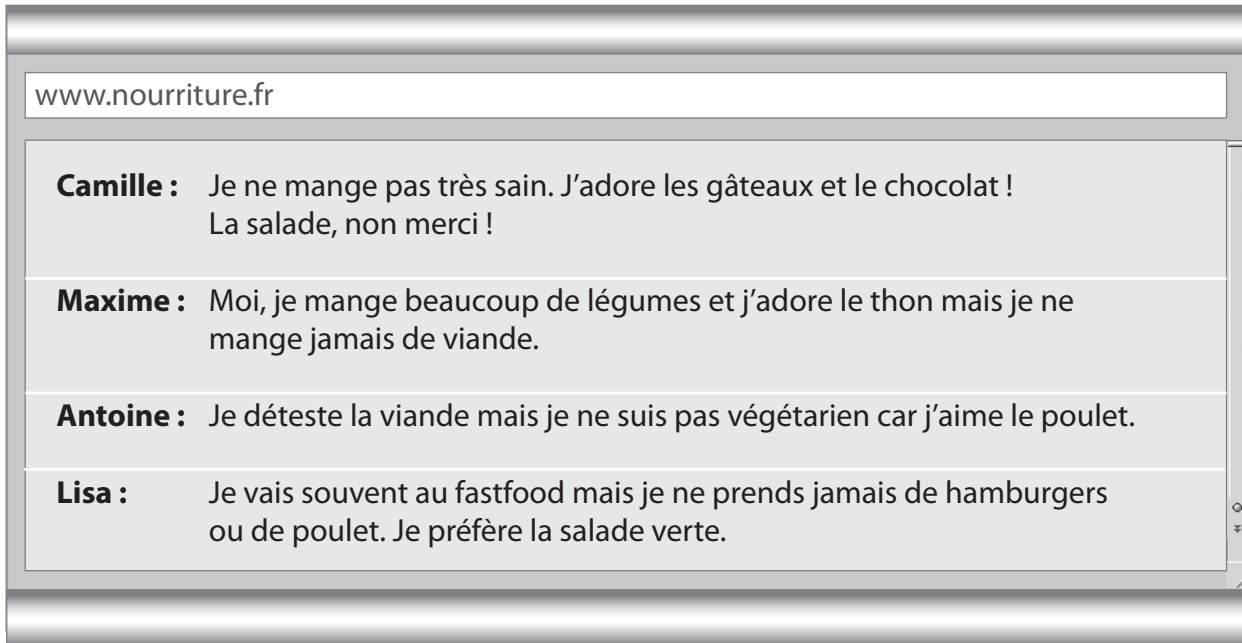 www.nourriture.fr
Camille : Je ne mange pas très sain. J’adore les gâteaux et le chocolat !
La salade, non merci !
Maxime : Moi, je mange beaucoup de légumes et j’adore le thon mais je ne
mange jamais de viande.
Antoine : Je déteste la viande mais je ne suis pas végétarien car j’aime le poulet.
Lisa : Je vais souvent au fastfood mais je ne prends jamais de hamburgers
ou de poulet. Je préfère la salade verte.